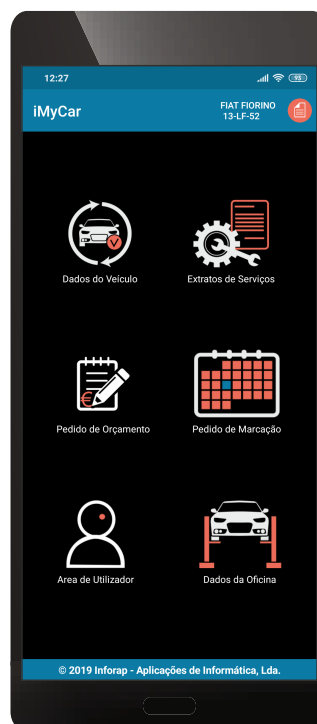 12:27
93
iMyCar
FIAT FIORINO
13-LF-52
Dados do Veículo
Extratos de Serviços
€
Pedido de Orçamento
Pedido de Marcação
Area de Utilizador
Dados da Oficina
© 2019 Inforap - Aplicações de Informática, Lda.